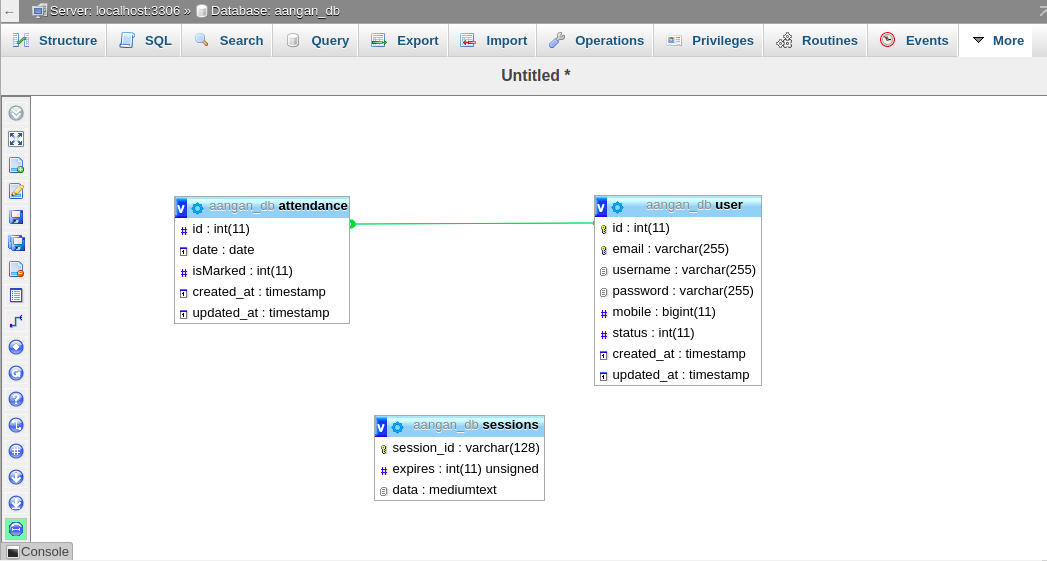 Server: localhost:3306 » Database: aangan_db
Structure SQL Search Query Export Import Operations Privileges Routines Events More
Untitled *
aangan_db attendance
id : int(11)
date : date
isMarked : int(11)
created_at : timestamp
updated_at : timestamp
aangan_db user
id : int(11)
email : varchar(255)
username : varchar(255)
password : varchar(255)
mobile : bigint(11)
status : int(11)
created_at : timestamp
updated_at : timestamp
aangan_db sessions
session_id : varchar(128)
expires : int(11) unsigned
data : mediumtext
Console